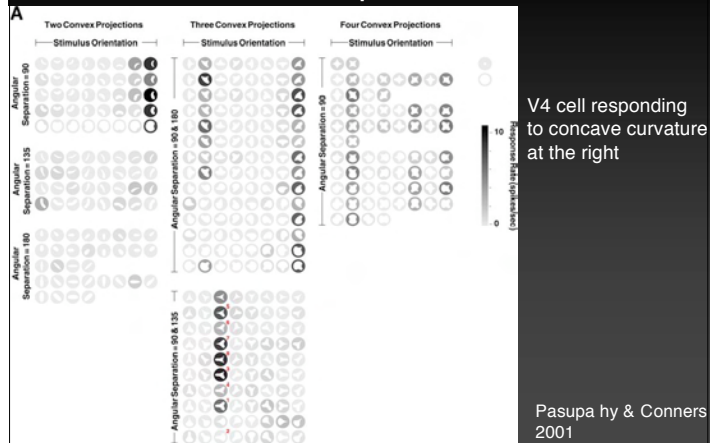 A
Two Convex Projections
Three Convex Projections
Four Convex Projections
Stimulus Orientation
Stimulus Orientation
Stimulus Orientation
Angular
Separation = 90
Angular
Separation = 135
Angular
Separation = 180
Angular Separation = 90 & 180
Angular Separation = 90 & 135
Angular Separation = 90
10
0
Response Rate (spikes/sec)
V4 cell responding
to concave curvature
at the right
Pasupa hy & Conners
2001